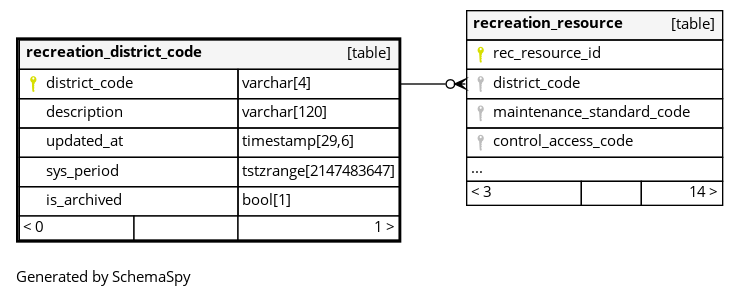 recreation_district_code [table]
district_code varchar[4]
description varchar[120]
updated_at timestamp[29,6]
sys_period tstzrange[2147483647]
is_archived bool[1]
< 0 1 >
recreation_resource [table]
rec_resource_id
district_code
maintenance_standard_code
control_access_code
...
< 3 14 >
Generated by SchemaSpy